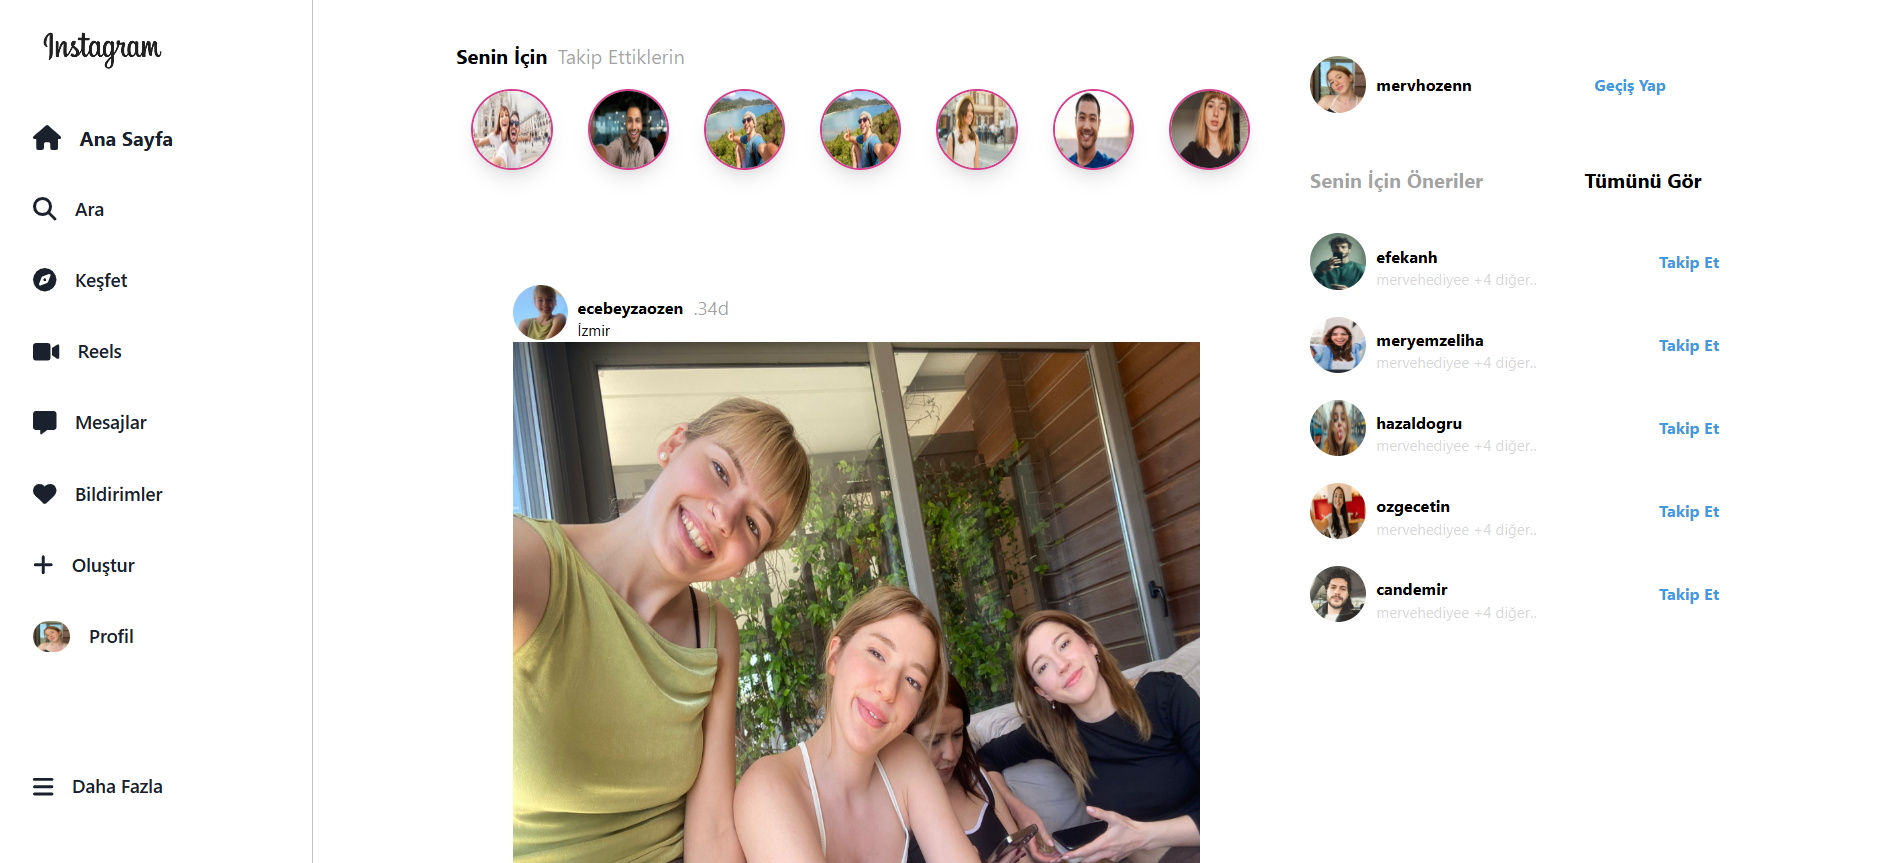 Instagram
Ana Sayfa
Ara
Keşfet
Reels
Mesajlar
Bildirimler
Oluştur
Profil
Daha Fazla
Senin İçin Takip Ettiklerin
ecebeyzaozen .34d
İzmir
mervhozenn Geçiş Yap
Senin İçin Öneriler Tümünü Gör
efekanh Takip Et
mervehediyee +4 diğer..
meryemzeliha Takip Et
mervehediyee +4 diğer..
hazaldogru Takip Et
mervehediyee +4 diğer..
ozgecetin Takip Et
mervehediyee +4 diğer..
candemir Takip Et
mervehediyee +4 diğer..